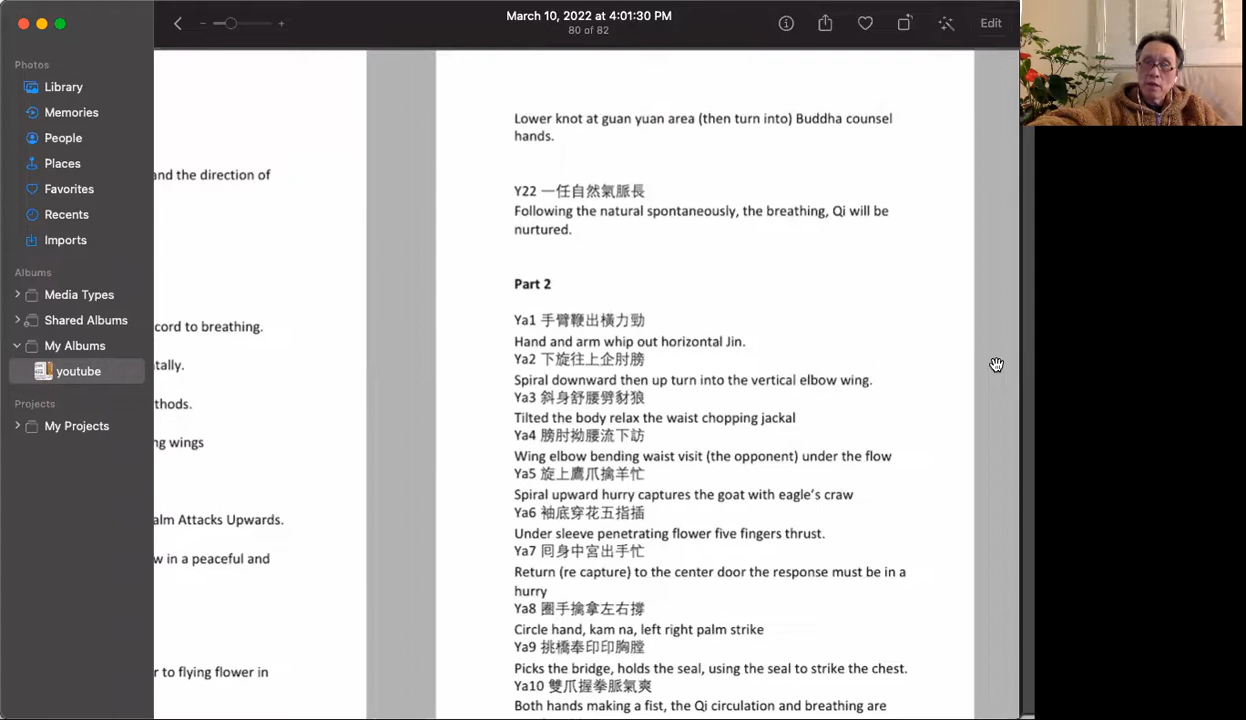 March 10, 2022 at 4:01:30 PM
80 of 82
Edit
Photos
Library
Memories
People
Places
Favorites
Recents
Imports
Albums
Media Types
Shared Albums
My Albums
youtube
Projects
My Projects
and the direction of
cord to breathing.
tally.
thods.
ng wings
alm Attacks Upwards.
w in a peaceful and
r to flying flower in
Lower knot at guan yuan area (then turn into) Buddha counsel
hands.
Y22 一任自然氣脈長
Following the natural spontaneously, the breathing, Qi will be
nurtured.
Part 2
Ya1 手臂鞭出橫力勁
Hand and arm whip out horizontal Jin.
Ya2 下旋往上企肘膀
Spiral downward then up turn into the vertical elbow wing.
Ya3 斜身舒腰劈豺狼
Tilted the body relax the waist chopping jackal
Ya4 膀肘拗腰流下訪
Wing elbow bending waist visit (the opponent) under the flow
Ya5 旋上鷹爪擒羊忙
Spiral upward hurry captures the goat with eagle's craw
Ya6 袖底穿花五指插
Under sleeve penetrating flower five fingers thrust.
Ya7 囘身中宮出手忙
Return (re capture) to the center door the response must be in a
hurry
Ya8 圈手擒拿左右撐
Circle hand, kam na, left right palm strike
Ya9 挑橋奉印印胸膛
Picks the bridge, holds the seal, using the seal to strike the chest.
Ya10 雙爪握拳脈氣爽
Both hands making a fist, the Qi circulation and breathing are